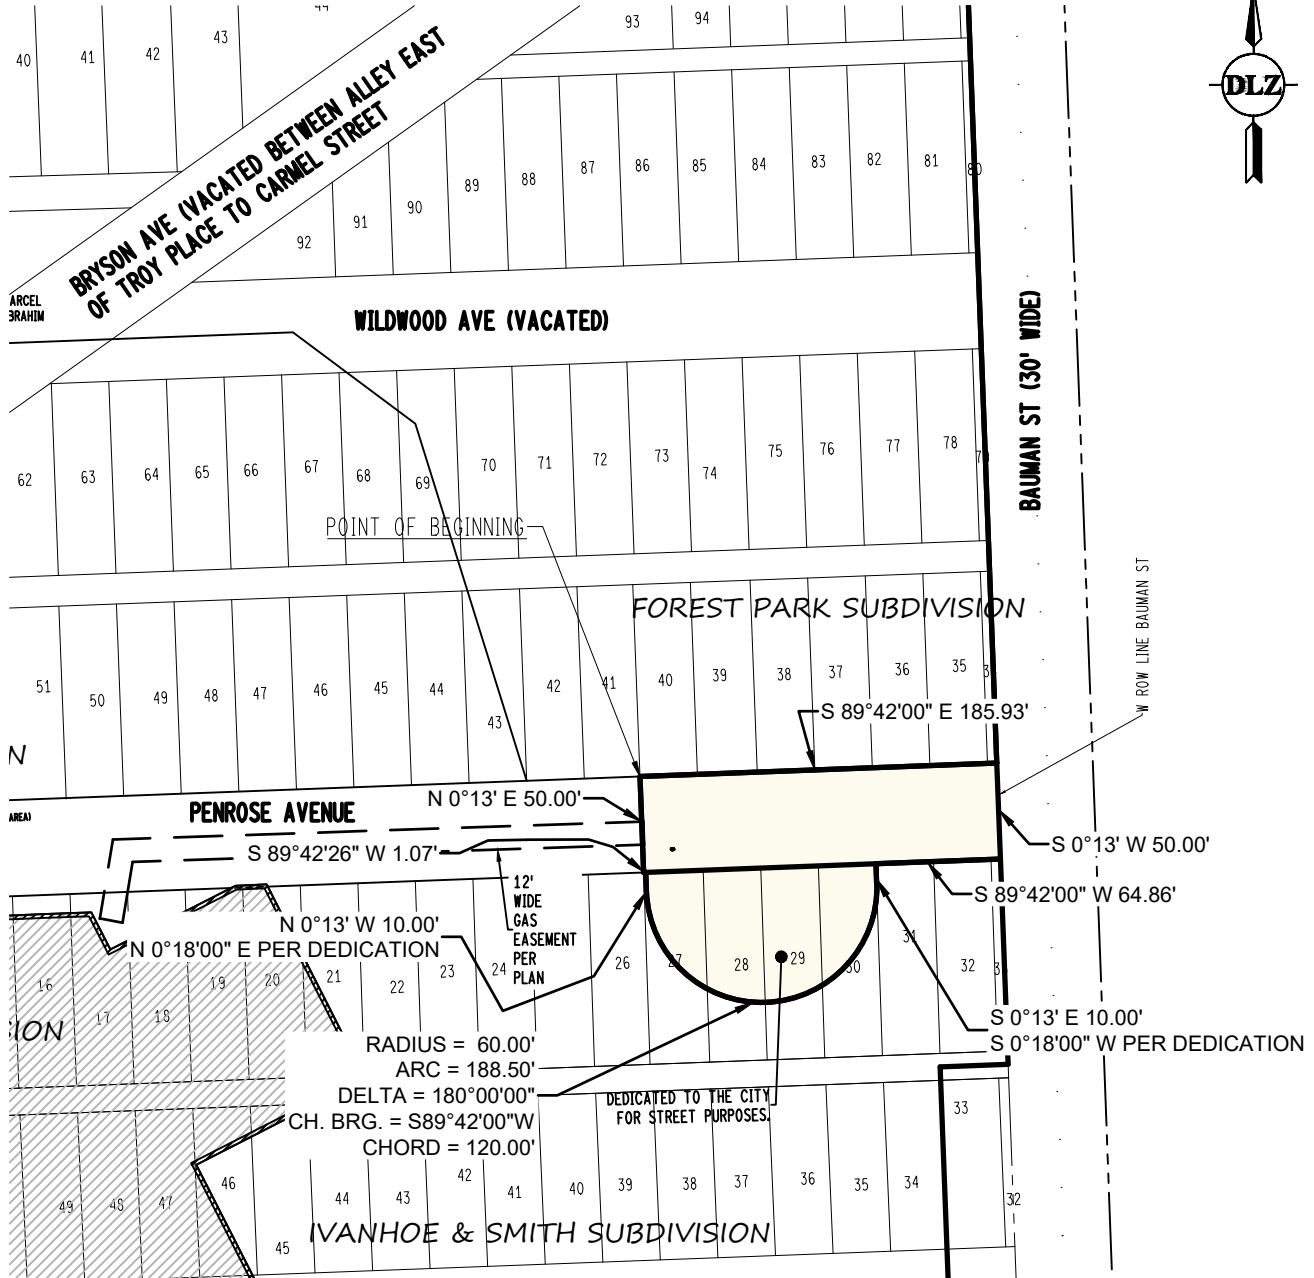 44
93
94
40
41
42
43
DLZ
BRYSON AVE (VACATED BETWEEN ALLEY EAST
OF TROY PLACE TO CARMEL STREET
92
91
90
89
88
87
86
85
84
83
82
81
80
ARCEL
BRAHIM
WILDWOOD AVE (VACATED)
BAUMAN ST (30' WIDE)
62
63
64
65
66
67
68
69
70
71
72
73
74
75
76
77
78
POINT OF BEGINNING
FOREST PARK SUBDIVISION
W ROW LINE BAUMAN ST
51
50
49
48
47
46
45
44
43
42
41
40
39
38
37
36
35
S 89°42'00" E 185.93'
N
AREA)
PENROSE AVENUE
N 0°13' E 50.00'
S 89°42'26" W 1.07'
S 0°13' W 50.00'
S 89°42'00" W 64.86'
12'
WIDE
GAS
EASEMENT
PER
PLAN
N 0°13' W 10.00'
N 0°18'00" E PER DEDICATION
16
17
18
19
20
21
22
23
24
26
27
28
29
30
31
32
S 0°13' E 10.00'
S 0°18'00" W PER DEDICATION
SION
RADIUS = 60.00'
ARC = 188.50'
DELTA = 180°00'00"
CH. BRG. = S89°42'00"W
CHORD = 120.00'
DEDICATED TO THE CITY
FOR STREET PURPOSES.
49
48
47
46
45
44
43
42
41
40
39
38
37
36
35
34
33
32
IVANHOE & SMITH SUBDIVISION